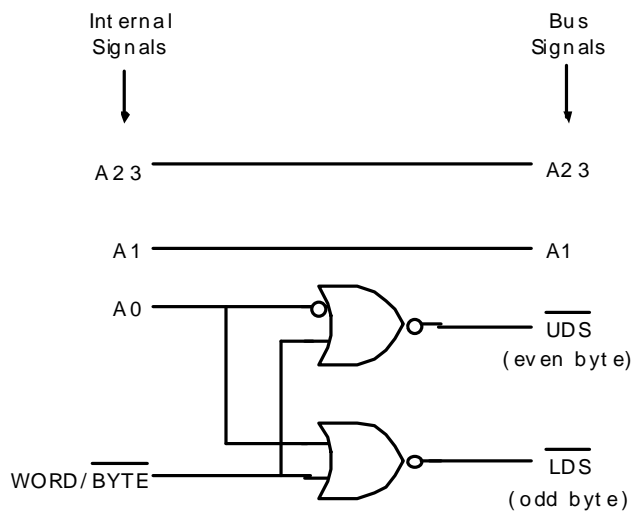 Internal Signals
Bus Signals
A23
A23
A1
A1
A0
UDS
(even byte)
WORD/BYTE
LDS
(odd byte)